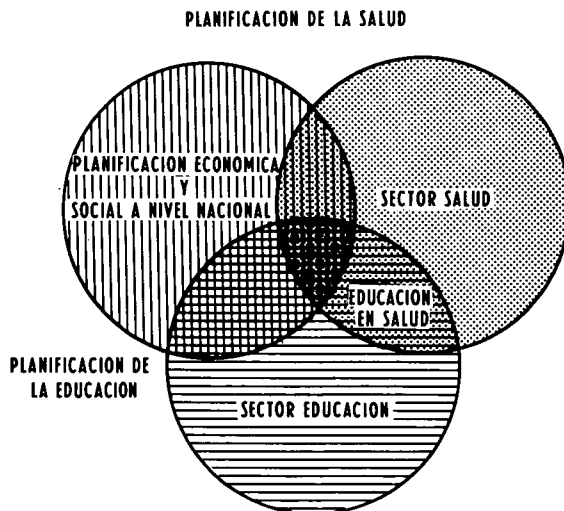 PLANIFICACION DE LA SALUD
PLANIFICACION ECONOMICA
Y
SOCIAL A NIVEL NACIONAL
SECTOR SALUD
EDUCACION
EN SALUD
PLANIFICACION DE
LA EDUCACION
SECTOR EDUCACION